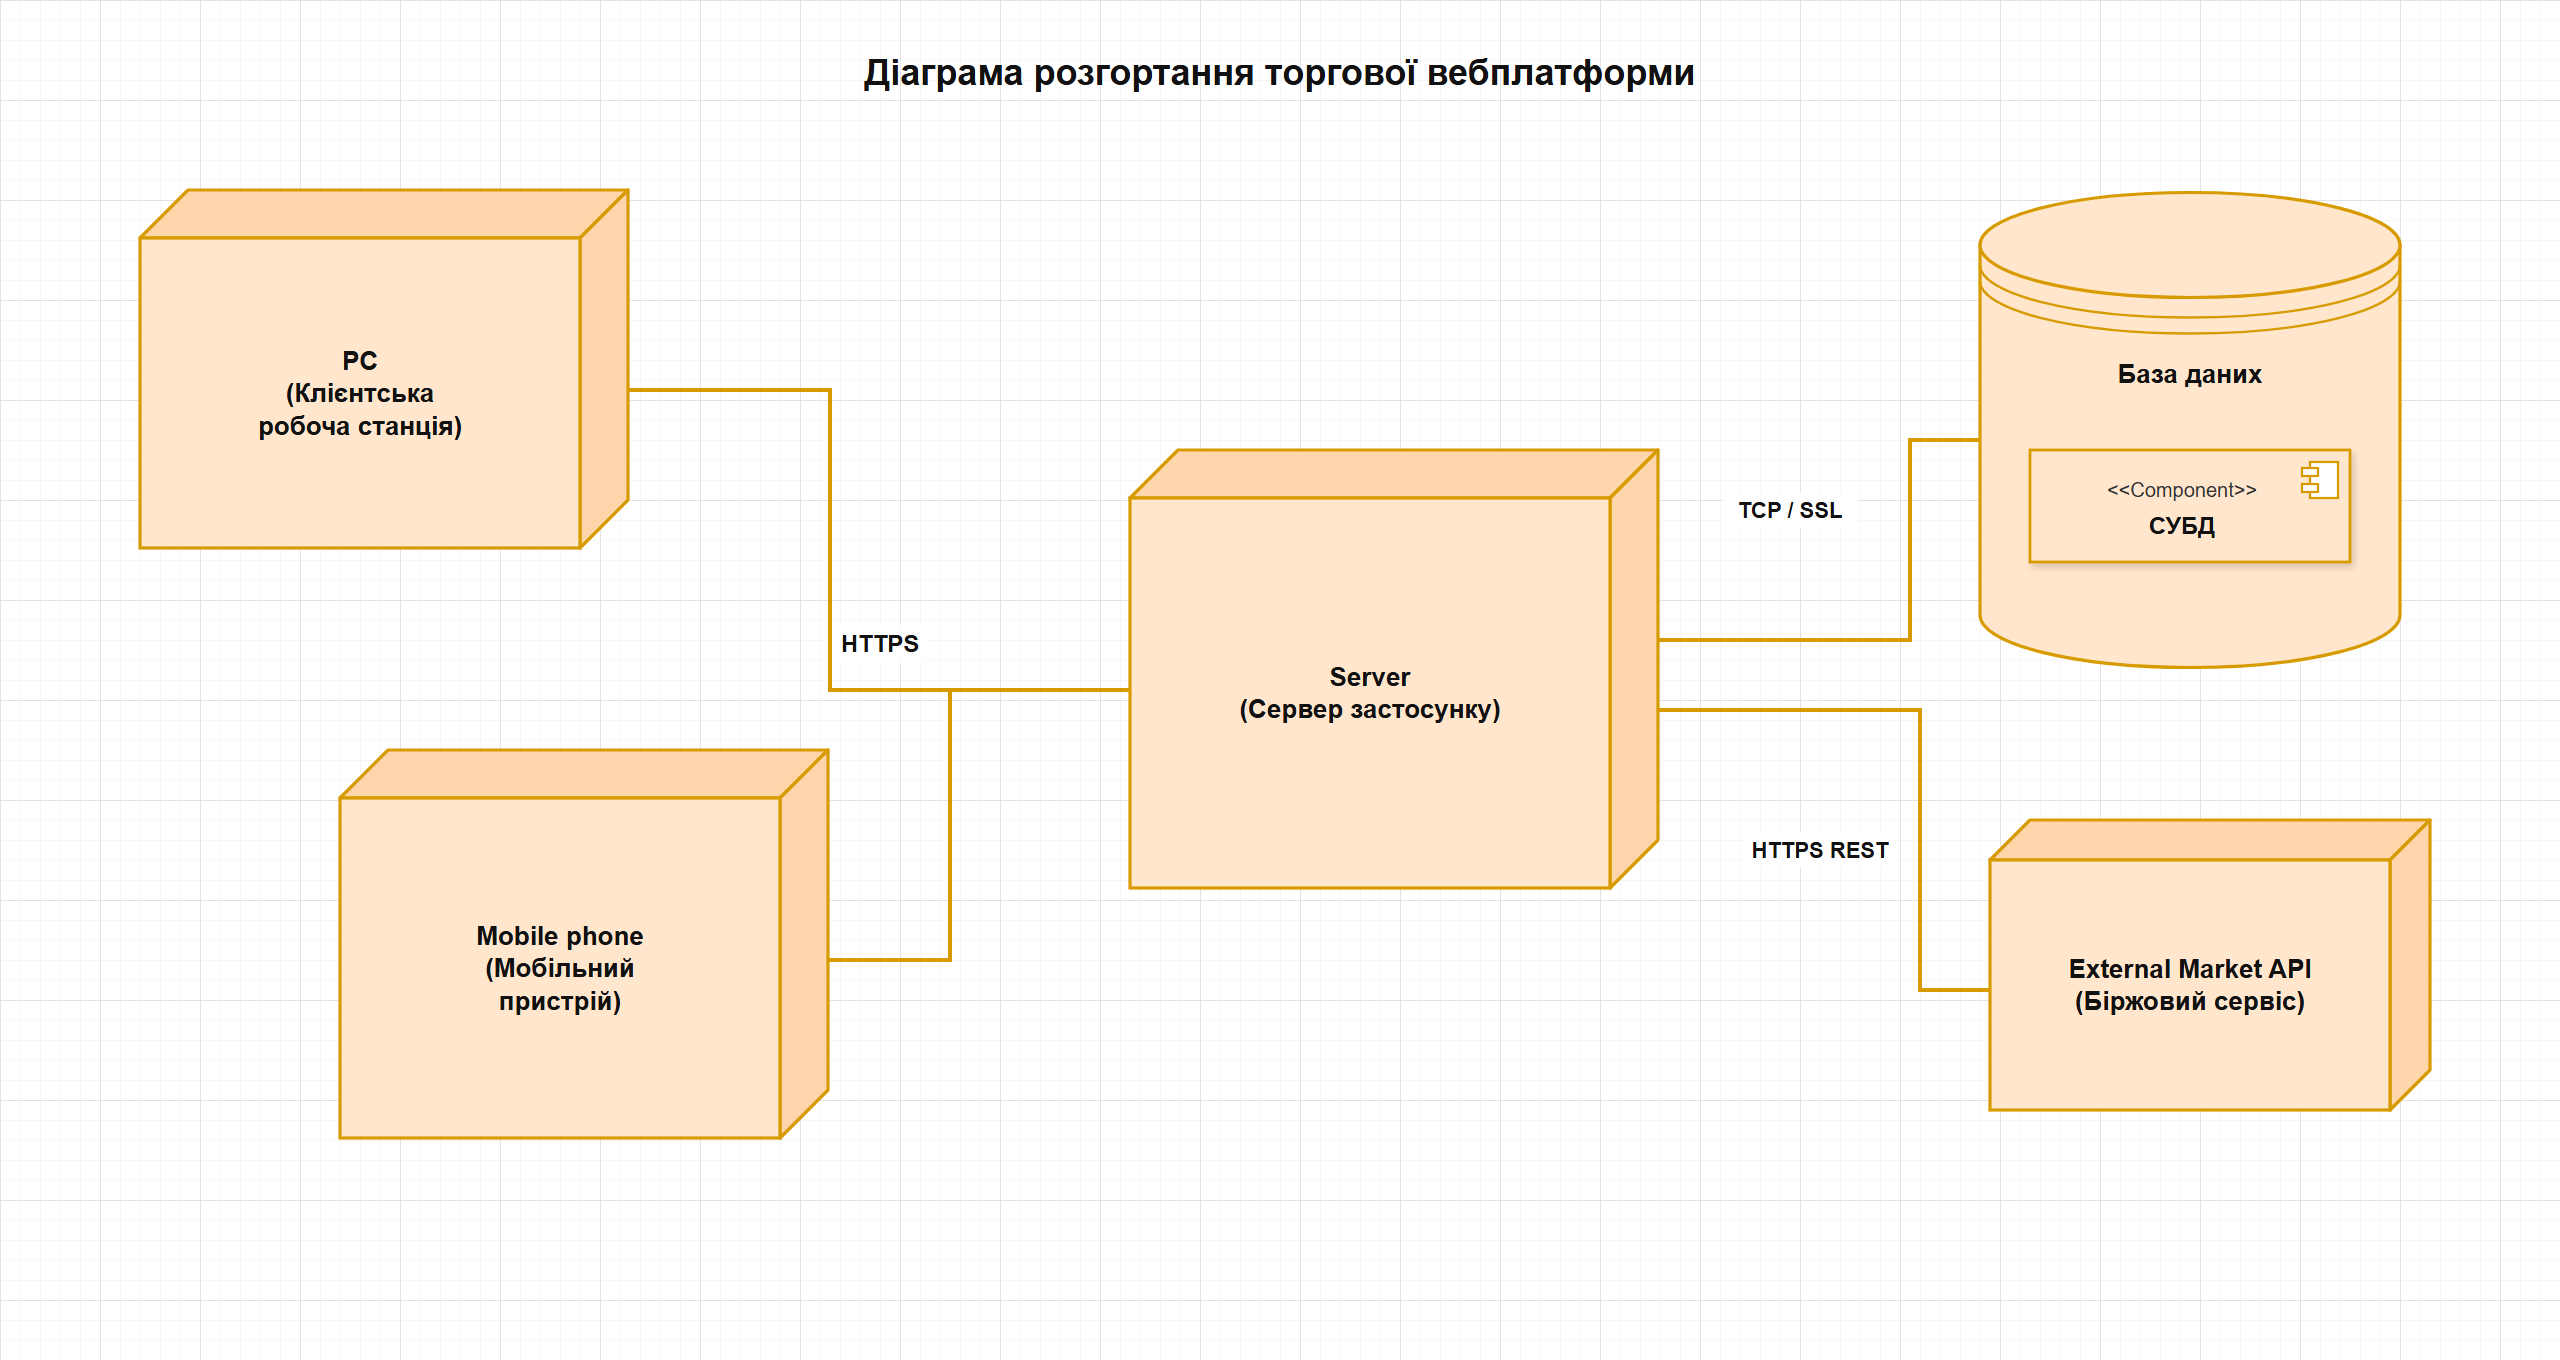 Діаграма розгортання торгової вебплатформи
PC
(Клієнтська
робоча станція)
HTTPS
Mobile phone
(Мобільний
пристрій)
Server
(Сервер застосунку)
TCP / SSL
HTTPS REST
База даних
<<Component>>
СУБД
External Market API
(Біржовий сервіс)